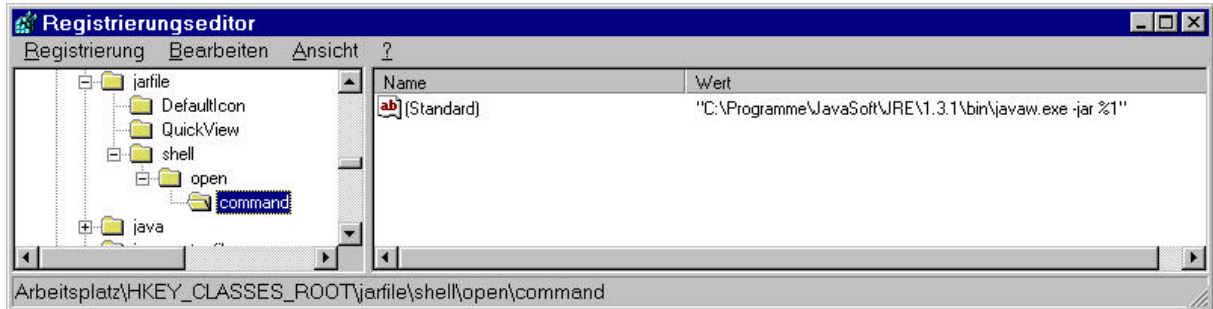 Registrierungseditor
Registrierung Bearbeiten Ansicht ?
jarfile
DefaultIcon
QuickView
shell
open
command
java
Name Wert
ab (Standard) "C:\Programme\JavaSoft\JRE\1.3.1\bin\javaw.exe -jar %1"
Arbeitsplatz\HKEY_CLASSES_ROOT\jarfile\shell\open\command